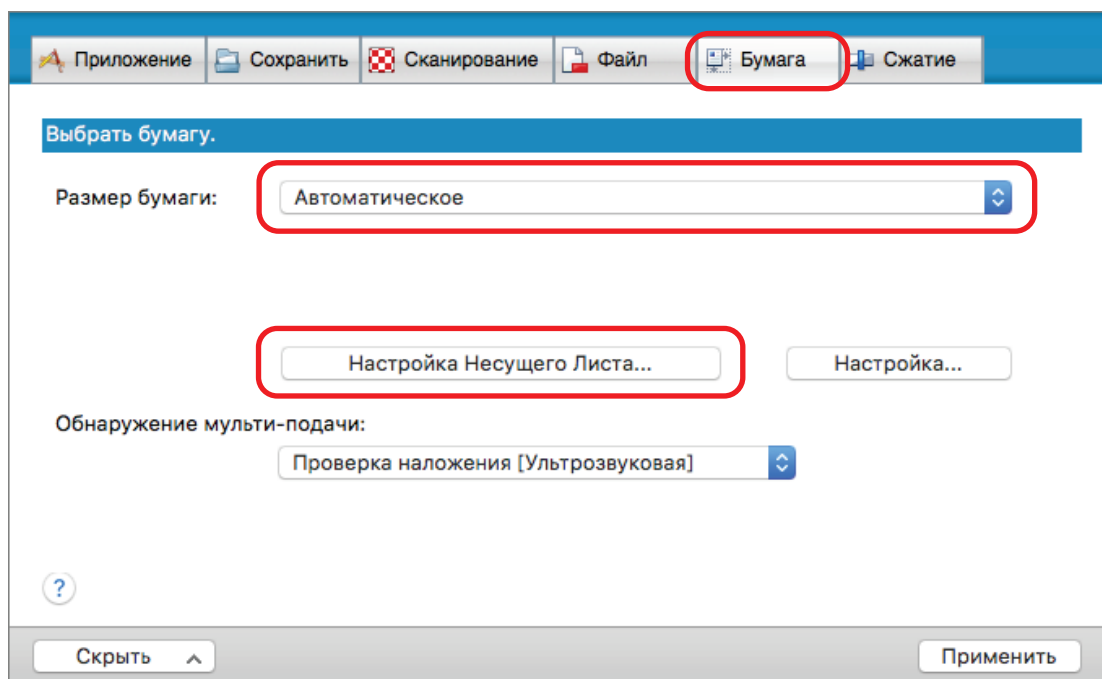 Приложение Сохранить Сканирование Файл Бумага Сжатие
Выбрать бумагу.
Размер бумаги: Автоматическое
Настройка Несущего Листа... Настройка...
Обнаружение мульти-подачи:
Проверка наложения [Ультрозвуковая]
?
Скрыть Применить